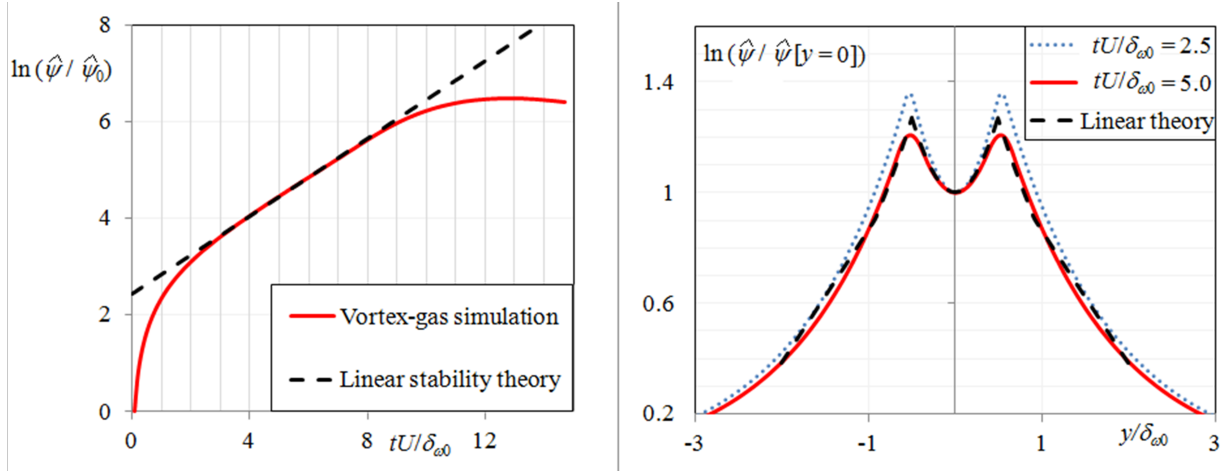 8
6
4
2
0
ln (ψ̂ / ψ̂₀)
Vortex-gas simulation
Linear stability theory
0 4 8 tU/δω0 12
ln (ψ̂ / ψ̂[y = 0])
tU/δω0 = 2.5
tU/δω0 = 5.0
Linear theory
1.4
1
0.6
0.2
-3 -1 1 y/δω0 3